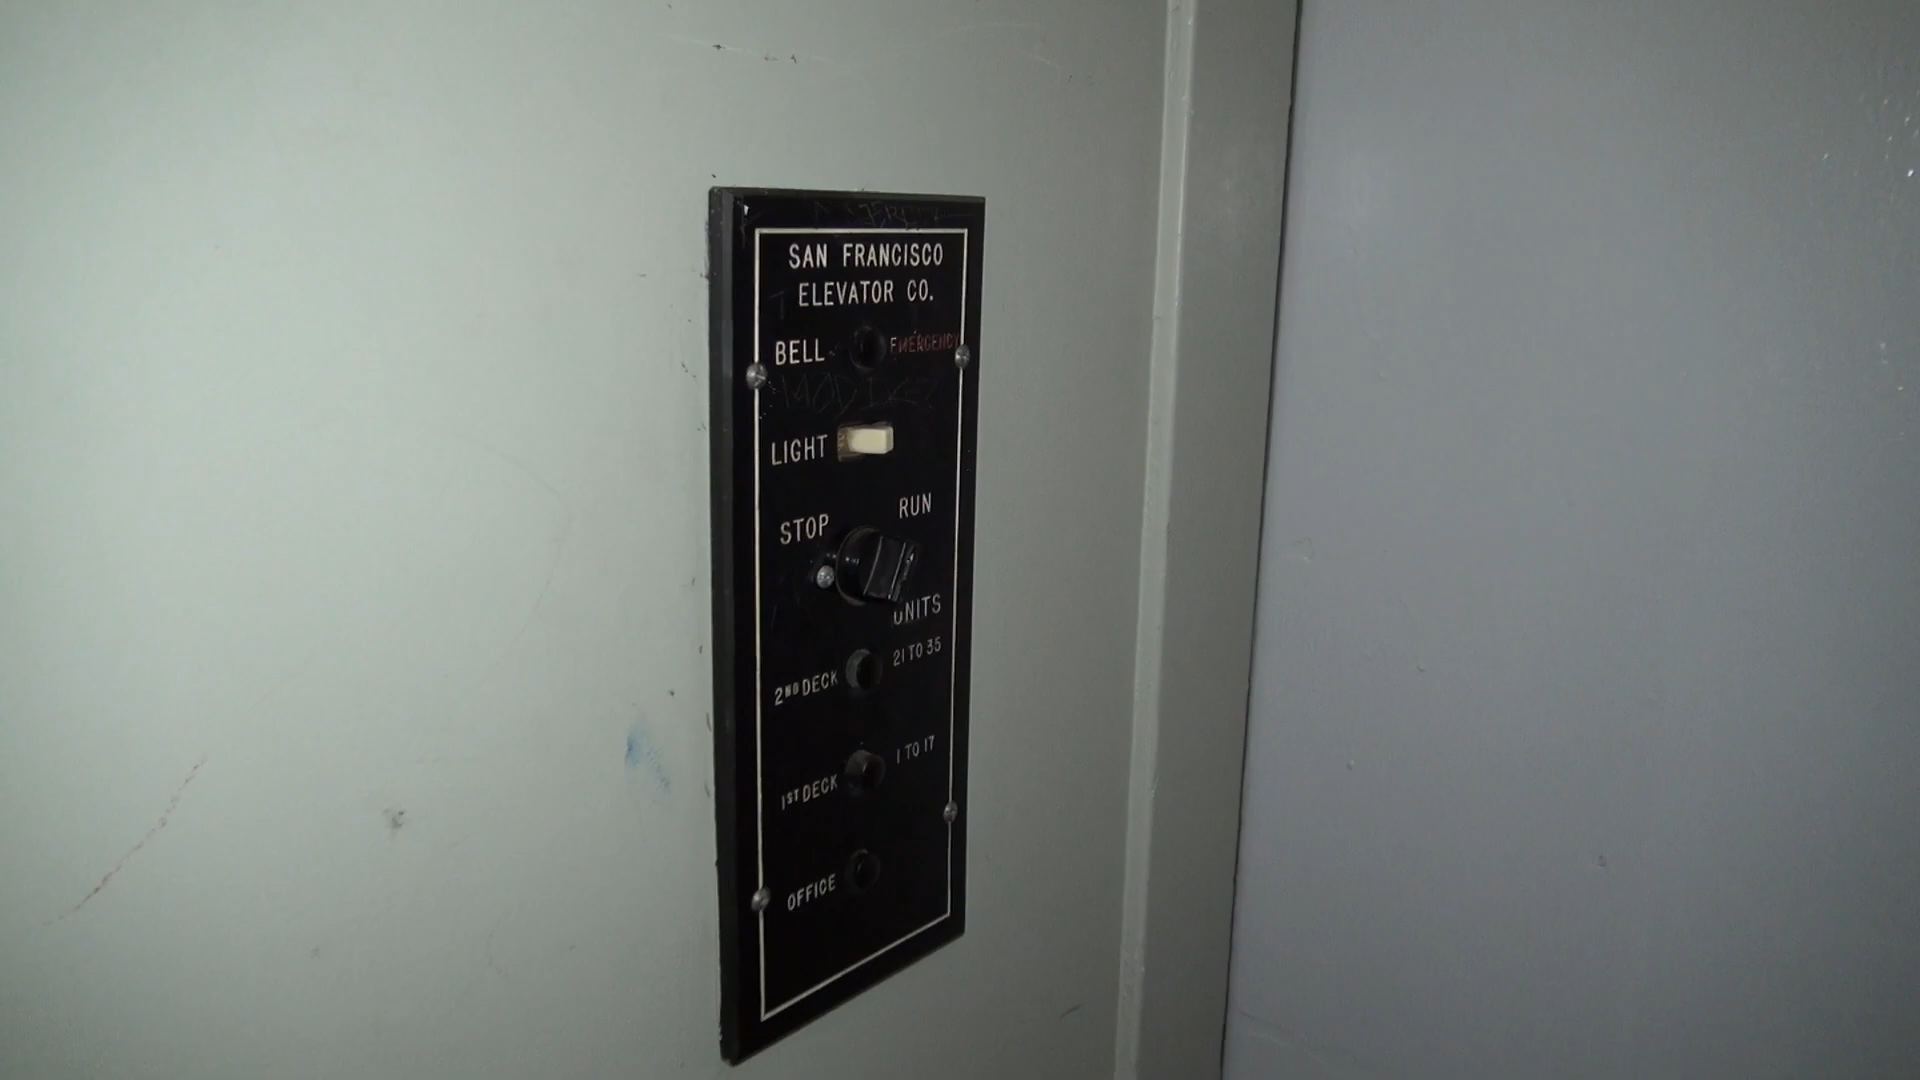 SAN FRANCISCO
ELEVATOR CO.
BELL EMERGENCY
LIGHT
STOP RUN
UNITS
2ND DECK 21 TO 35
1ST DECK 1 TO 17
OFFICE